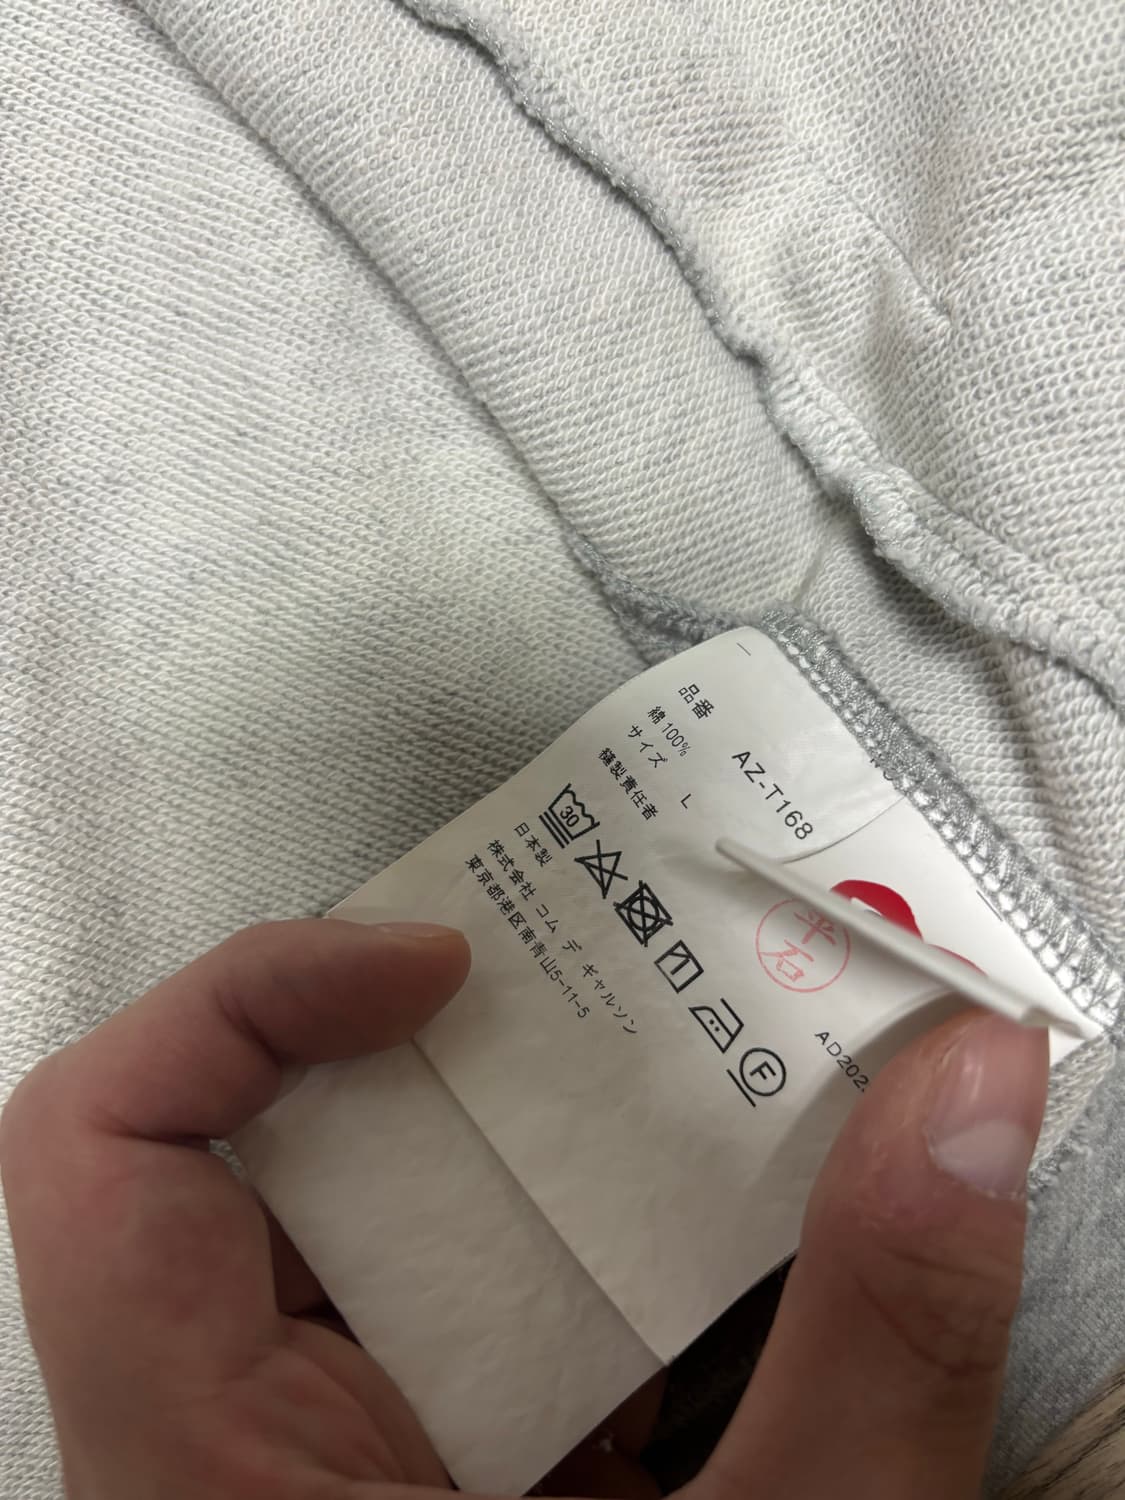 品番 AZ-T168
綿 100%
サイズ L
縫製責任者
平石
30
日本製
株式会社 コム デ ギャルソン
東京都港区南青山5-11-5
F